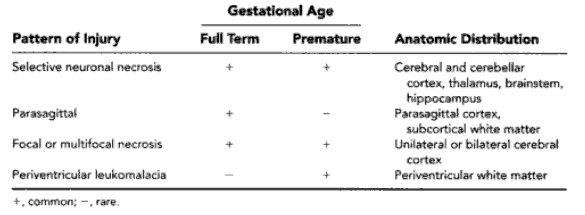 Gestational Age
Pattern of Injury Full Term Premature Anatomic Distribution
Selective neuronal necrosis + + Cerebral and cerebellar
cortex, thalamus, brainstem,
hippocampus
Parasagittal + − Parasagittal cortex,
subcortical white matter
Focal or multifocal necrosis + + Unilateral or bilateral cerebral
cortex
Periventricular leukomalacia − + Periventricular white matter
+, common; −, rare.